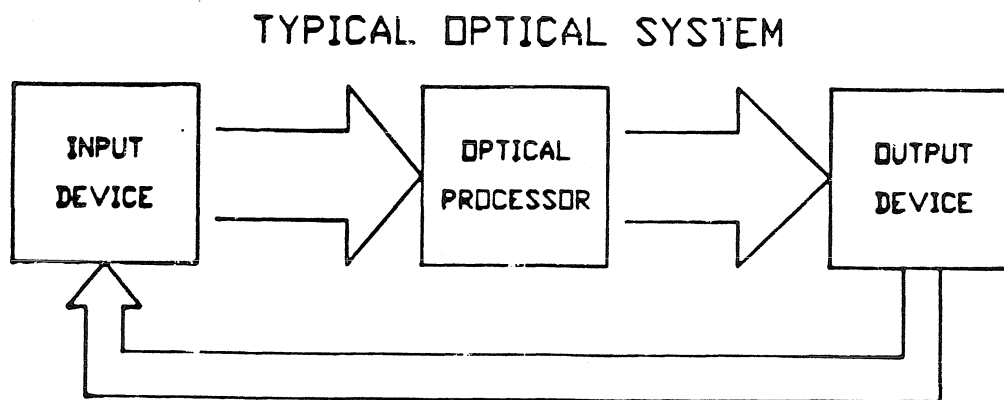 TYPICAL OPTICAL SYSTEM
INPUT
DEVICE
OPTICAL
PROCESSOR
OUTPUT
DEVICE